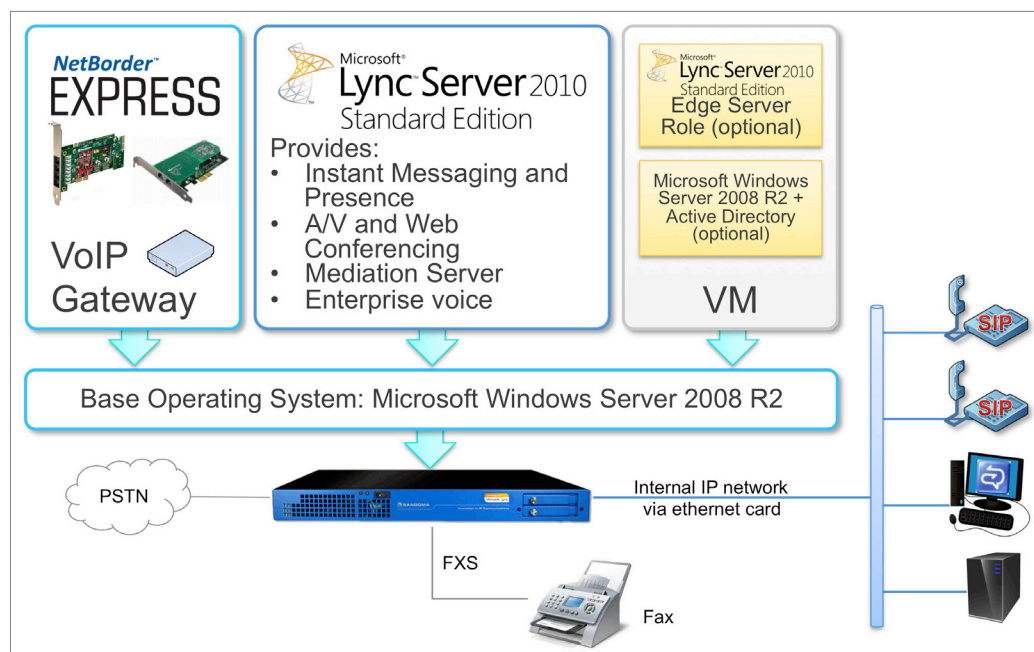 NetBorder™
EXPRESS
VoIP
Gateway
Microsoft®
Lync™ Server 2010
Standard Edition
Provides:
• Instant Messaging and
Presence
• A/V and Web
Conferencing
• Mediation Server
• Enterprise voice
Microsoft®
Lync™ Server 2010
Standard Edition
Edge Server
Role (optional)
Microsoft Windows
Server 2008 R2 +
Active Directory
(optional)
VM
Base Operating System: Microsoft Windows Server 2008 R2
PSTN
SANGOMA
Internal IP network
via ethernet card
FXS
Fax
SIP
SIP